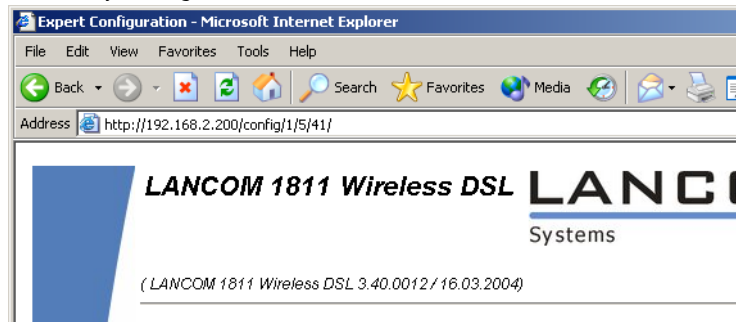 Expert Configuration - Microsoft Internet Explorer
File Edit View Favorites Tools Help
Back Search Favorites Media
Address http://192.168.2.200/config/1/5/41/
LANCOM 1811 Wireless DSL LANC
Systems
( LANCOM 1811 Wireless DSL 3.40.0012 / 16.03.2004)